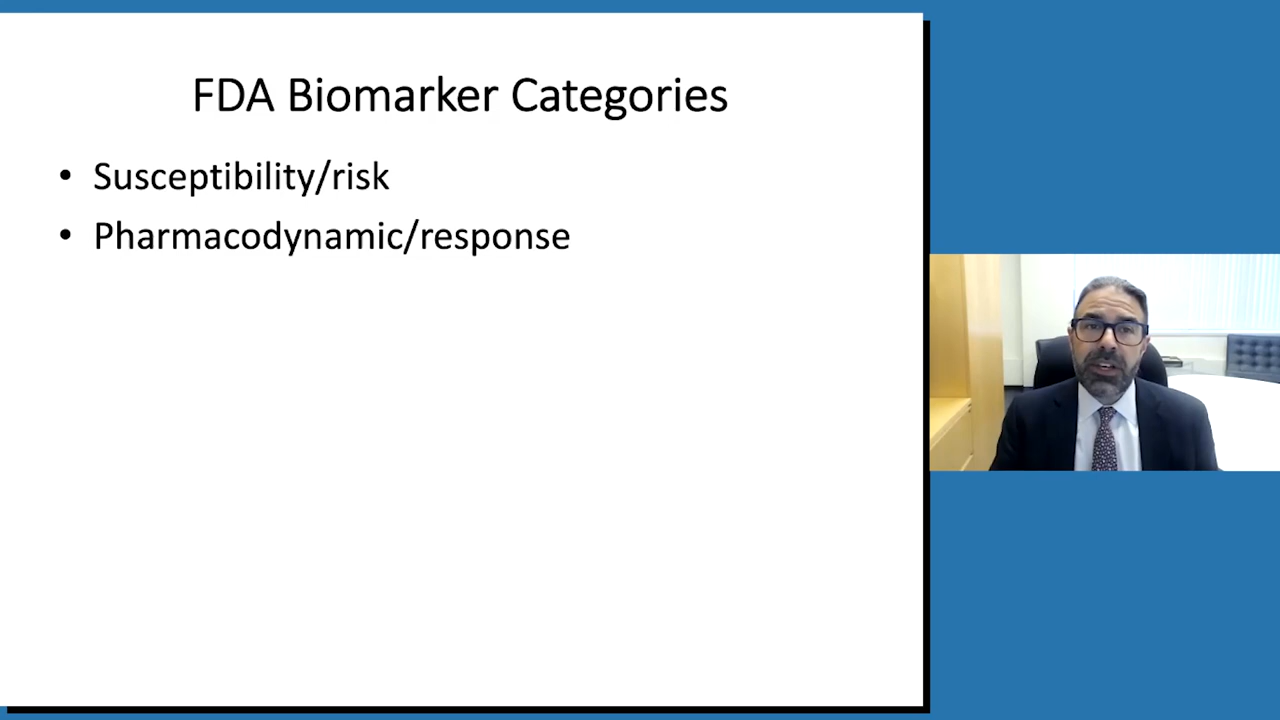 FDA Biomarker Categories
• Susceptibility/risk
• Pharmacodynamic/response